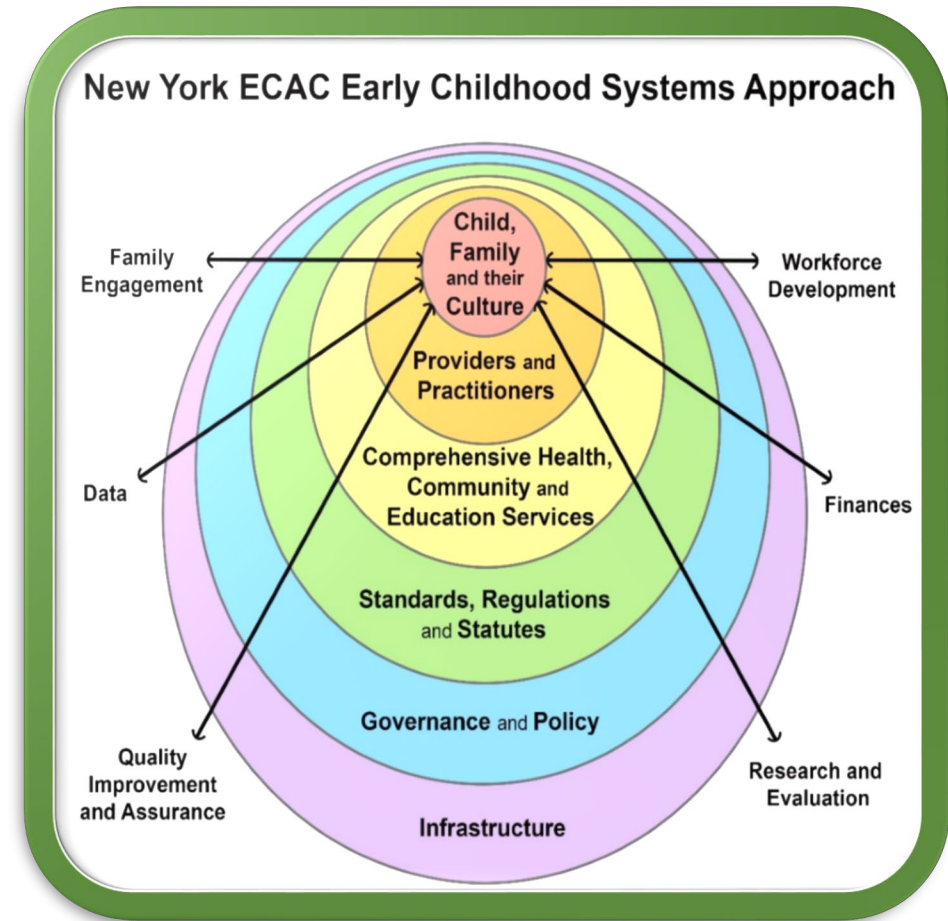 New York ECAC Early Childhood Systems Approach
Child,
Family
and their
Culture
Family
Engagement
Workforce
Development
Providers and
Practitioners
Comprehensive Health,
Community and
Education Services
Data
Finances
Standards, Regulations
and Statutes
Governance and Policy
Quality
Improvement
and Assurance
Research and
Evaluation
Infrastructure